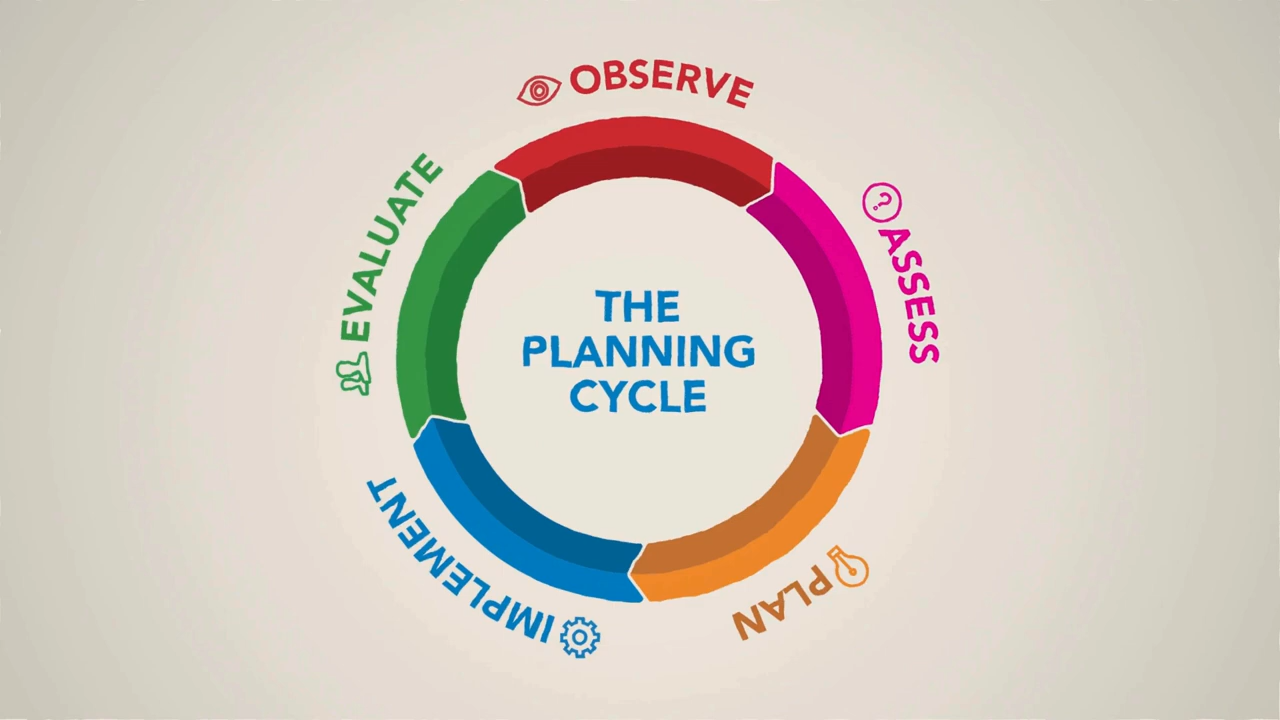 OBSERVE
ASSESS
PLAN
IMPLEMENT
EVALUATE
THE
PLANNING
CYCLE